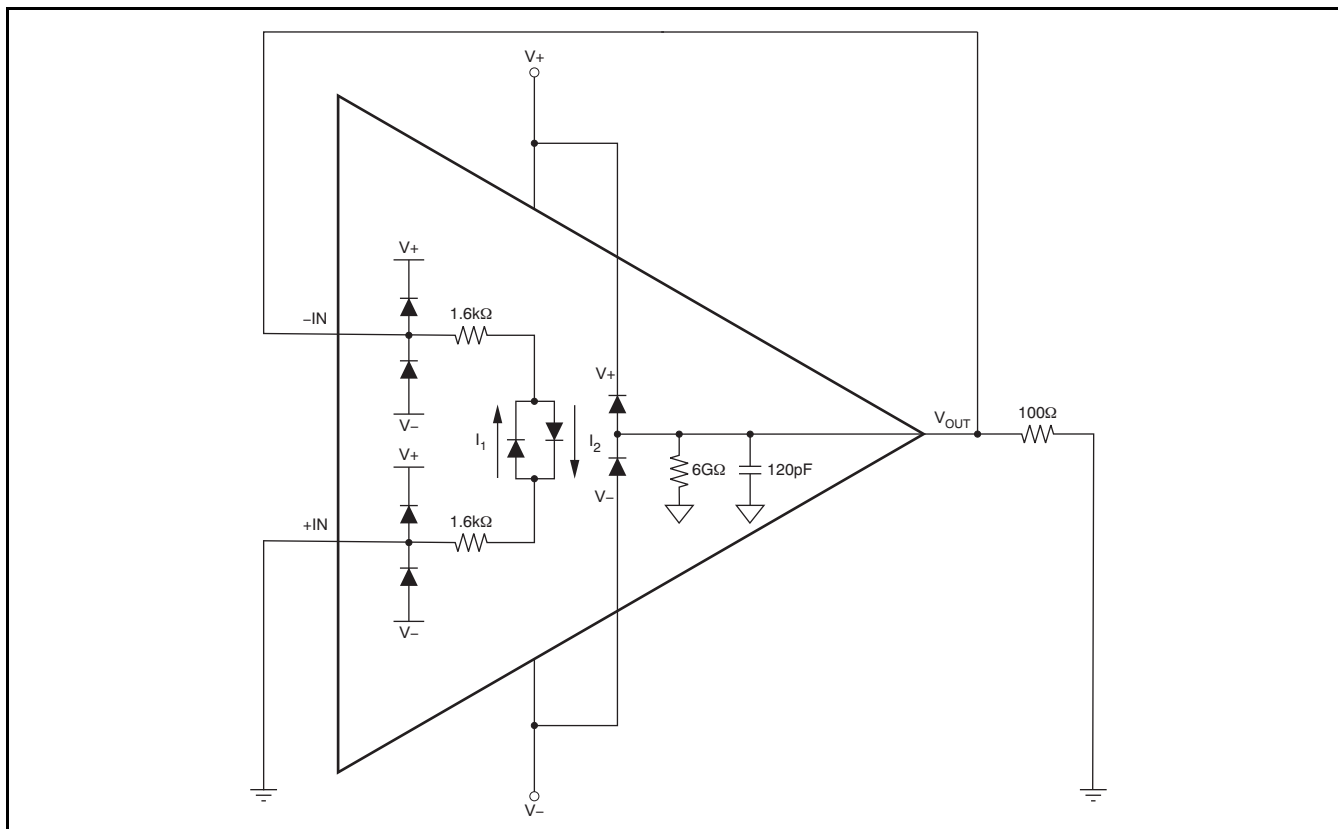 V+
V+
–IN
1.6kΩ
V–
V+
V+
I1
I2
VOUT
100Ω
6GΩ
120pF
V–
+IN
1.6kΩ
V–
V–